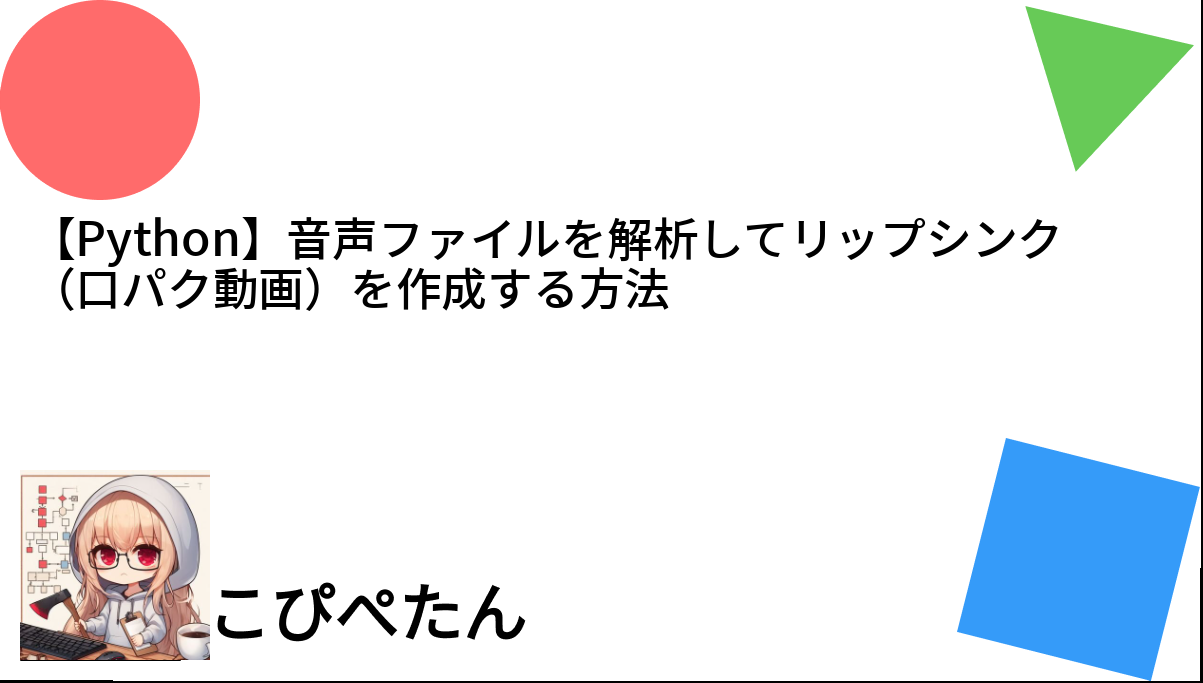 【Python】音声ファイルを解析してリップシンク
（口パク動画）を作成する方法
こぴぺたん